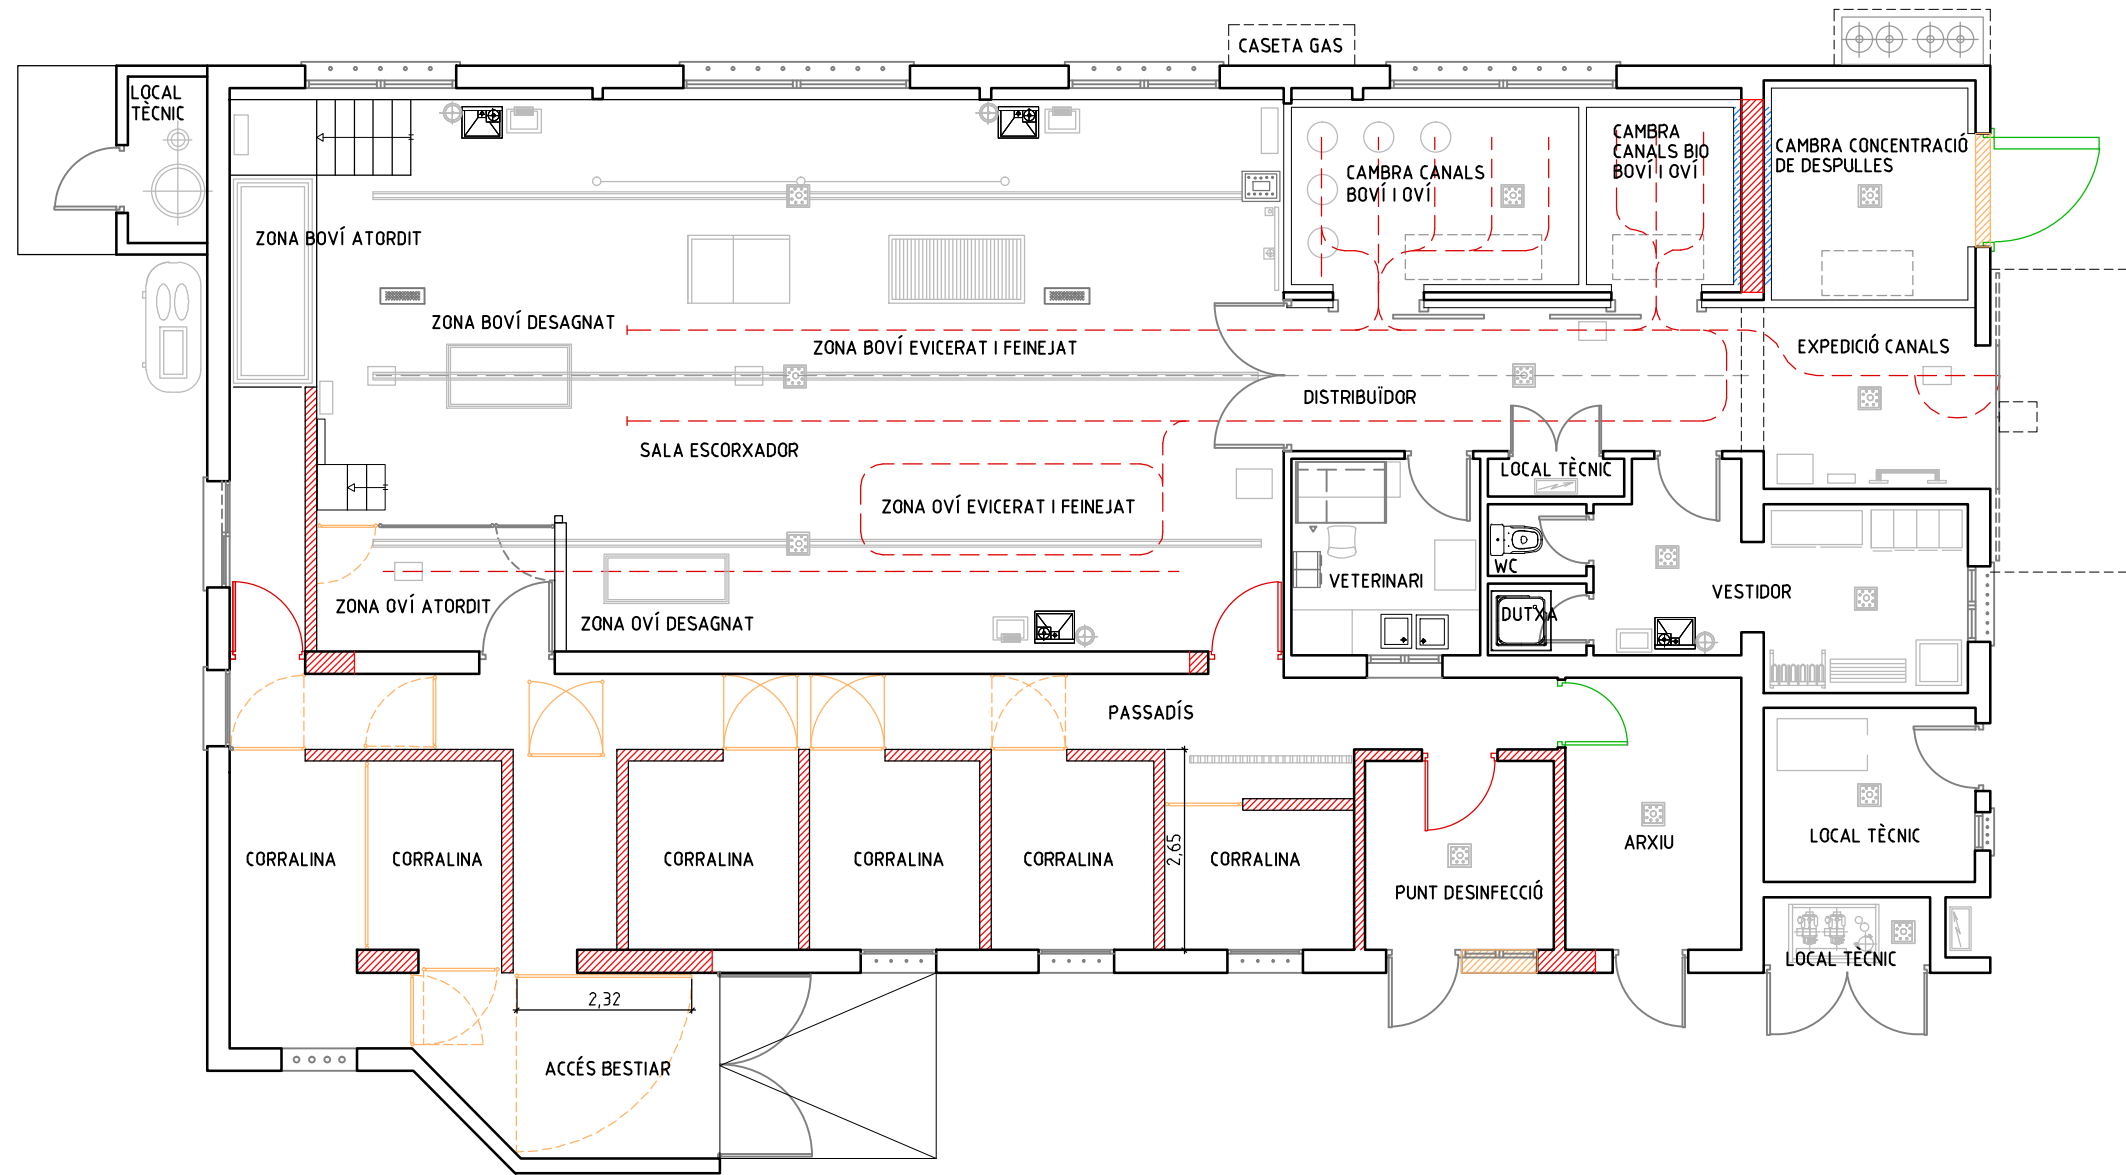 CASETA GAS
LOCAL
TÈCNIC
CAMBRA CANALS
BOVÍ I OVÍ
CAMBRA
CANALS BIO
BOVÍ I OVÍ
CAMBRA CONCENTRACIÓ
DE DESPULLES
ZONA BOVÍ ATORDIT
ZONA BOVÍ DESAGNAT
ZONA BOVÍ EVICERAT I FEINEJAT
EXPEDICIÓ CANALS
DISTRIBUÏDOR
SALA ESCORXADOR
LOCAL TÈCNIC
ZONA OVÍ EVICERAT I FEINEJAT
WC
VETERINARI
VESTIDOR
ZONA OVÍ ATORDIT
ZONA OVÍ DESAGNAT
DUTXA
PASSADÍS
CORRALINA
CORRALINA
CORRALINA
CORRALINA
CORRALINA
2,65
CORRALINA
PUNT DESINFECCIÓ
ARXIU
LOCAL TÈCNIC
LOCAL TÈCNIC
2,32
ACCÉS BESTIAR